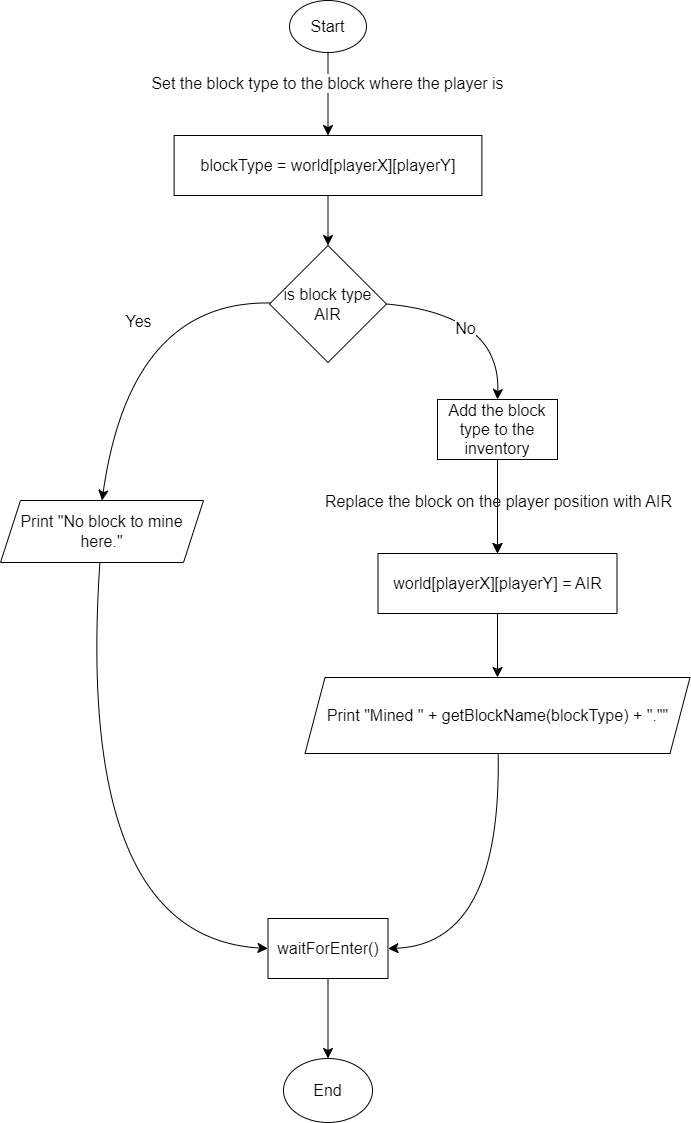 Start
Set the block type to the block where the player is
blockType = world[playerX][playerY]
is block type
AIR
Yes
No
Add the block
type to the
inventory
Replace the block on the player position with AIR
Print "No block to mine
here."
world[playerX][playerY] = AIR
Print "Mined " + getBlockName(blockType) + ".""
waitForEnter()
End